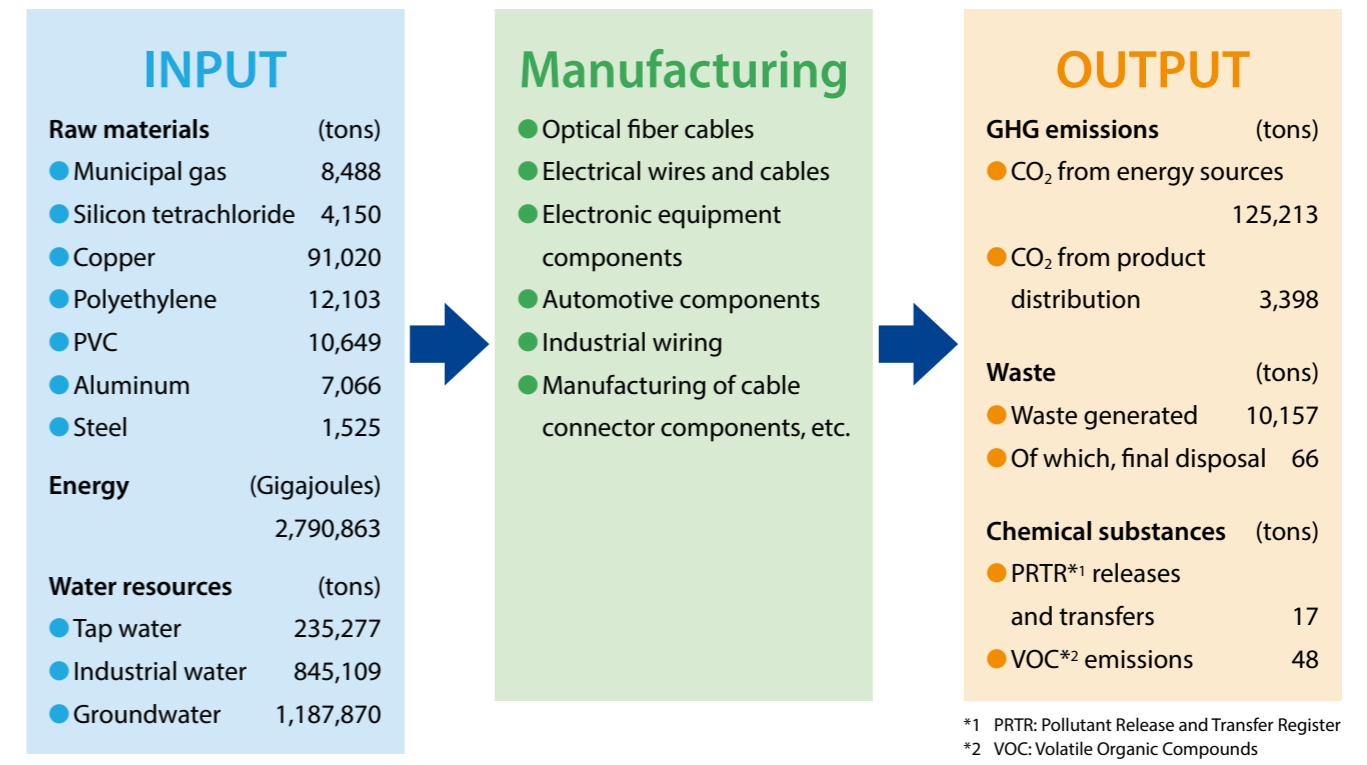 INPUT
Raw materials (tons)
Municipal gas 8,488
Silicon tetrachloride 4,150
Copper 91,020
Polyethylene 12,103
PVC 10,649
Aluminum 7,066
Steel 1,525
Energy (Gigajoules)
2,790,863
Water resources (tons)
Tap water 235,277
Industrial water 845,109
Groundwater 1,187,870
Manufacturing
Optical fiber cables
Electrical wires and cables
Electronic equipment
components
Automotive components
Industrial wiring
Manufacturing of cable
connector components, etc.
OUTPUT
GHG emissions (tons)
CO₂ from energy sources
125,213
CO₂ from product
distribution 3,398
Waste (tons)
Waste generated 10,157
Of which, final disposal 66
Chemical substances (tons)
PRTR*1 releases
and transfers 17
VOC*2 emissions 48
*1 PRTR: Pollutant Release and Transfer Register
*2 VOC: Volatile Organic Compounds